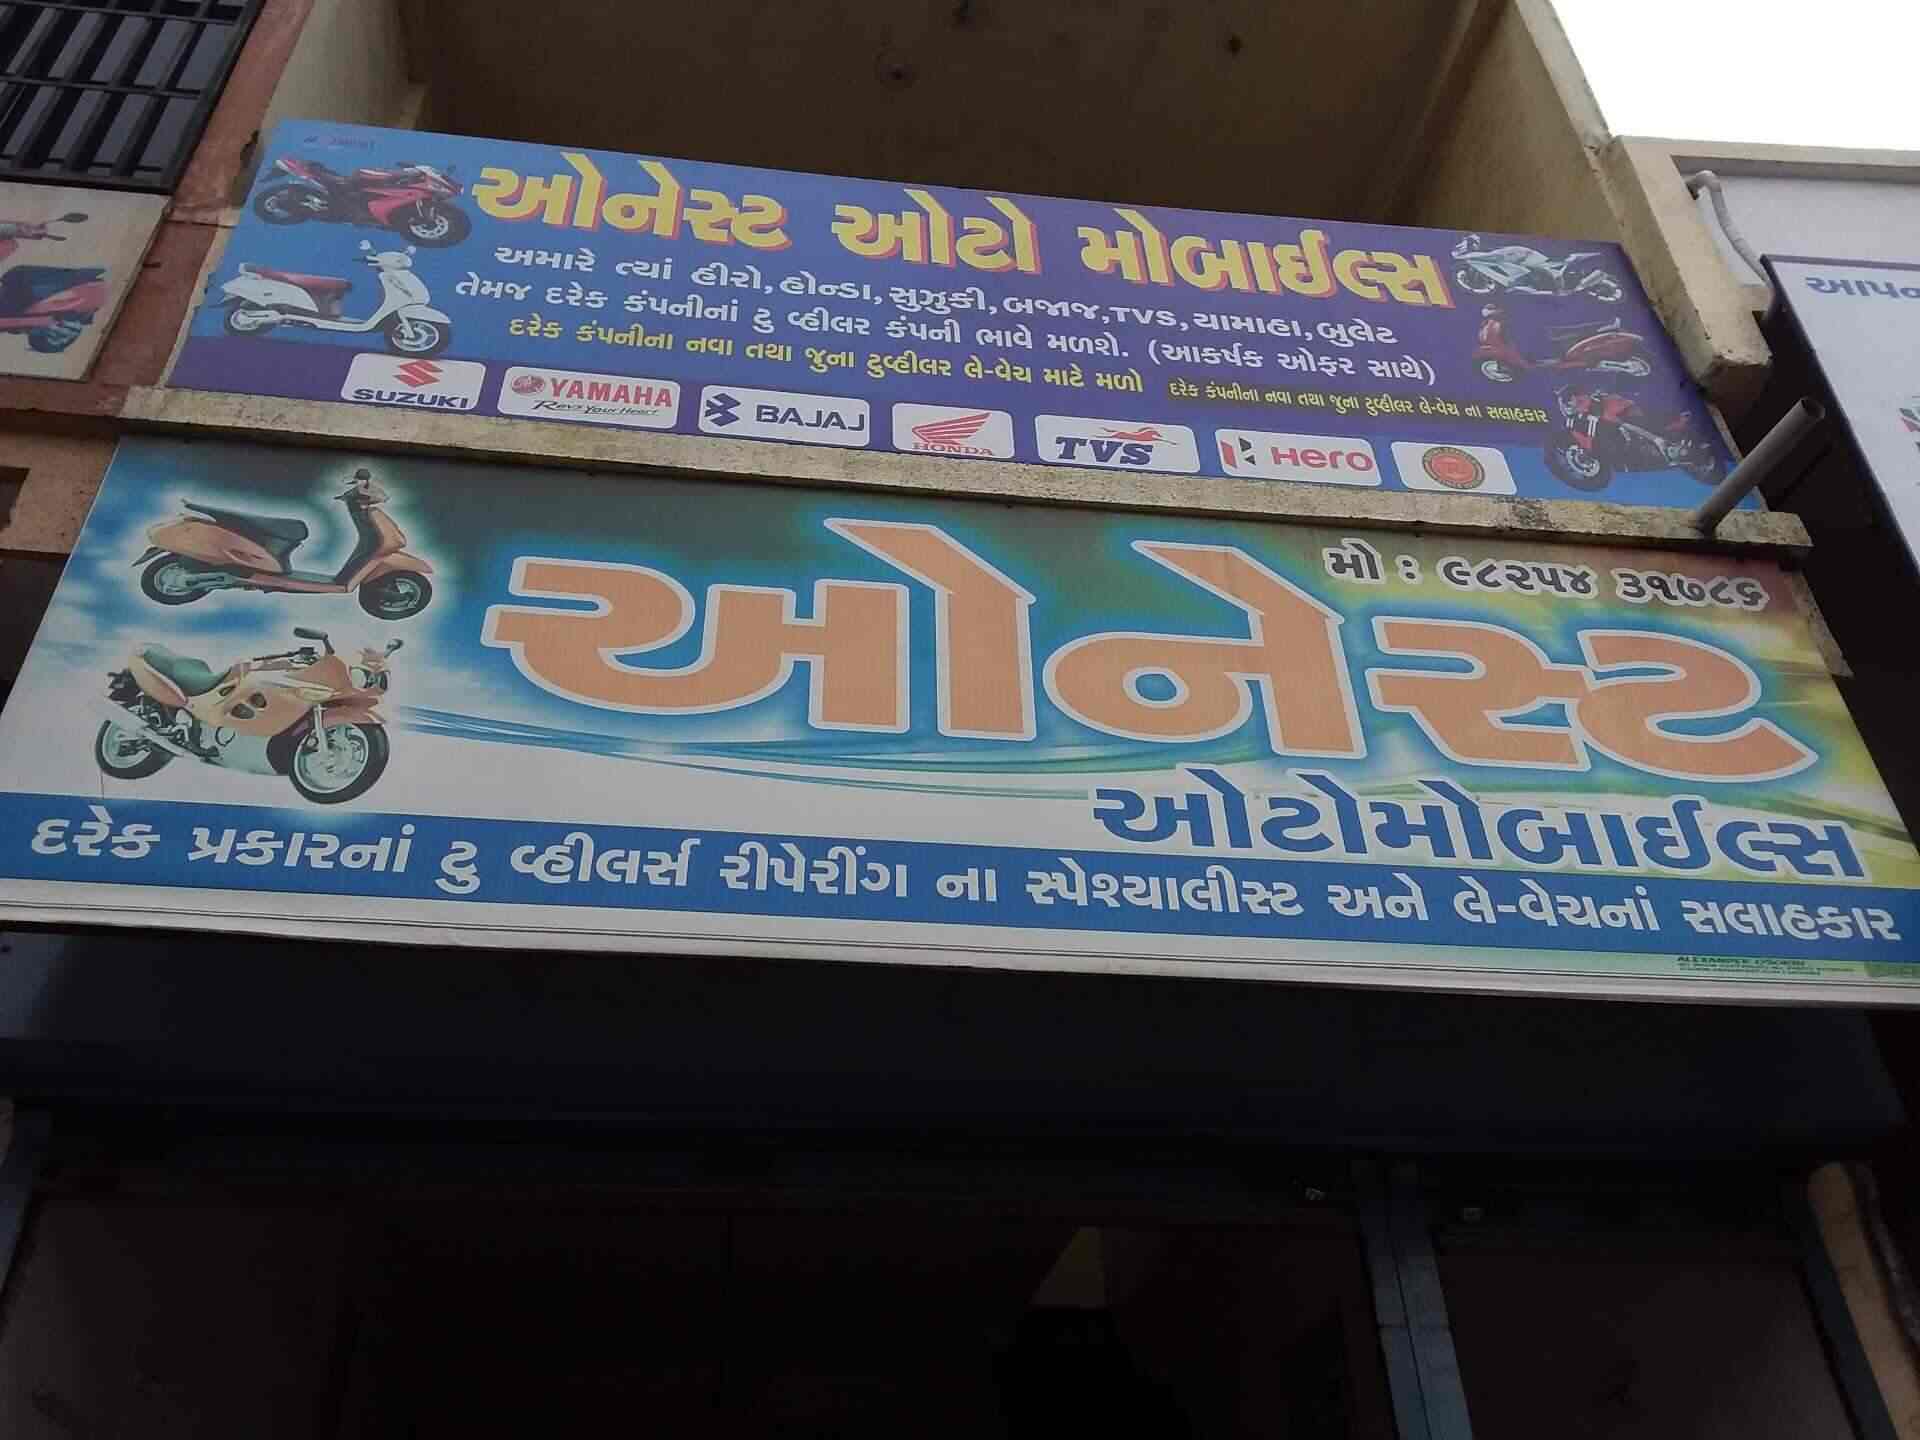 ઓનેસ્ટ ઓટો મોબાઈલ્સ
અમારે ત્યાં હીરો,હોન્ડા,સુઝુકી,બજાજ,TVS,યામાહા,બુલેટ
તેમજ દરેક કંપનીનાં ટુ વ્હીલર કંપની ભાવે મળશે. (આકર્ષક ઓફર સાથે)
દરેક કંપનીના નવા તથા જુના ટુવ્હીલર લે-વેચ માટે મળો
દરેક કંપનીના નવા તથા જુના ટુવ્હીલર લે-વેચ ના સલાહકાર
SUZUKI YAMAHA BAJAJ HONDA TVS Hero
Revs Your Heart
મો : ૯૮૨૫૪ ૩૧૭૮૬
ઓનેસ્ટ
ઓટોમોબાઈલ્સ
દરેક પ્રકારનાં ટુ વ્હીલર્સ રીપેરીંગ ના સ્પેશ્યાલીસ્ટ અને લે-વેચનાં સલાહકાર